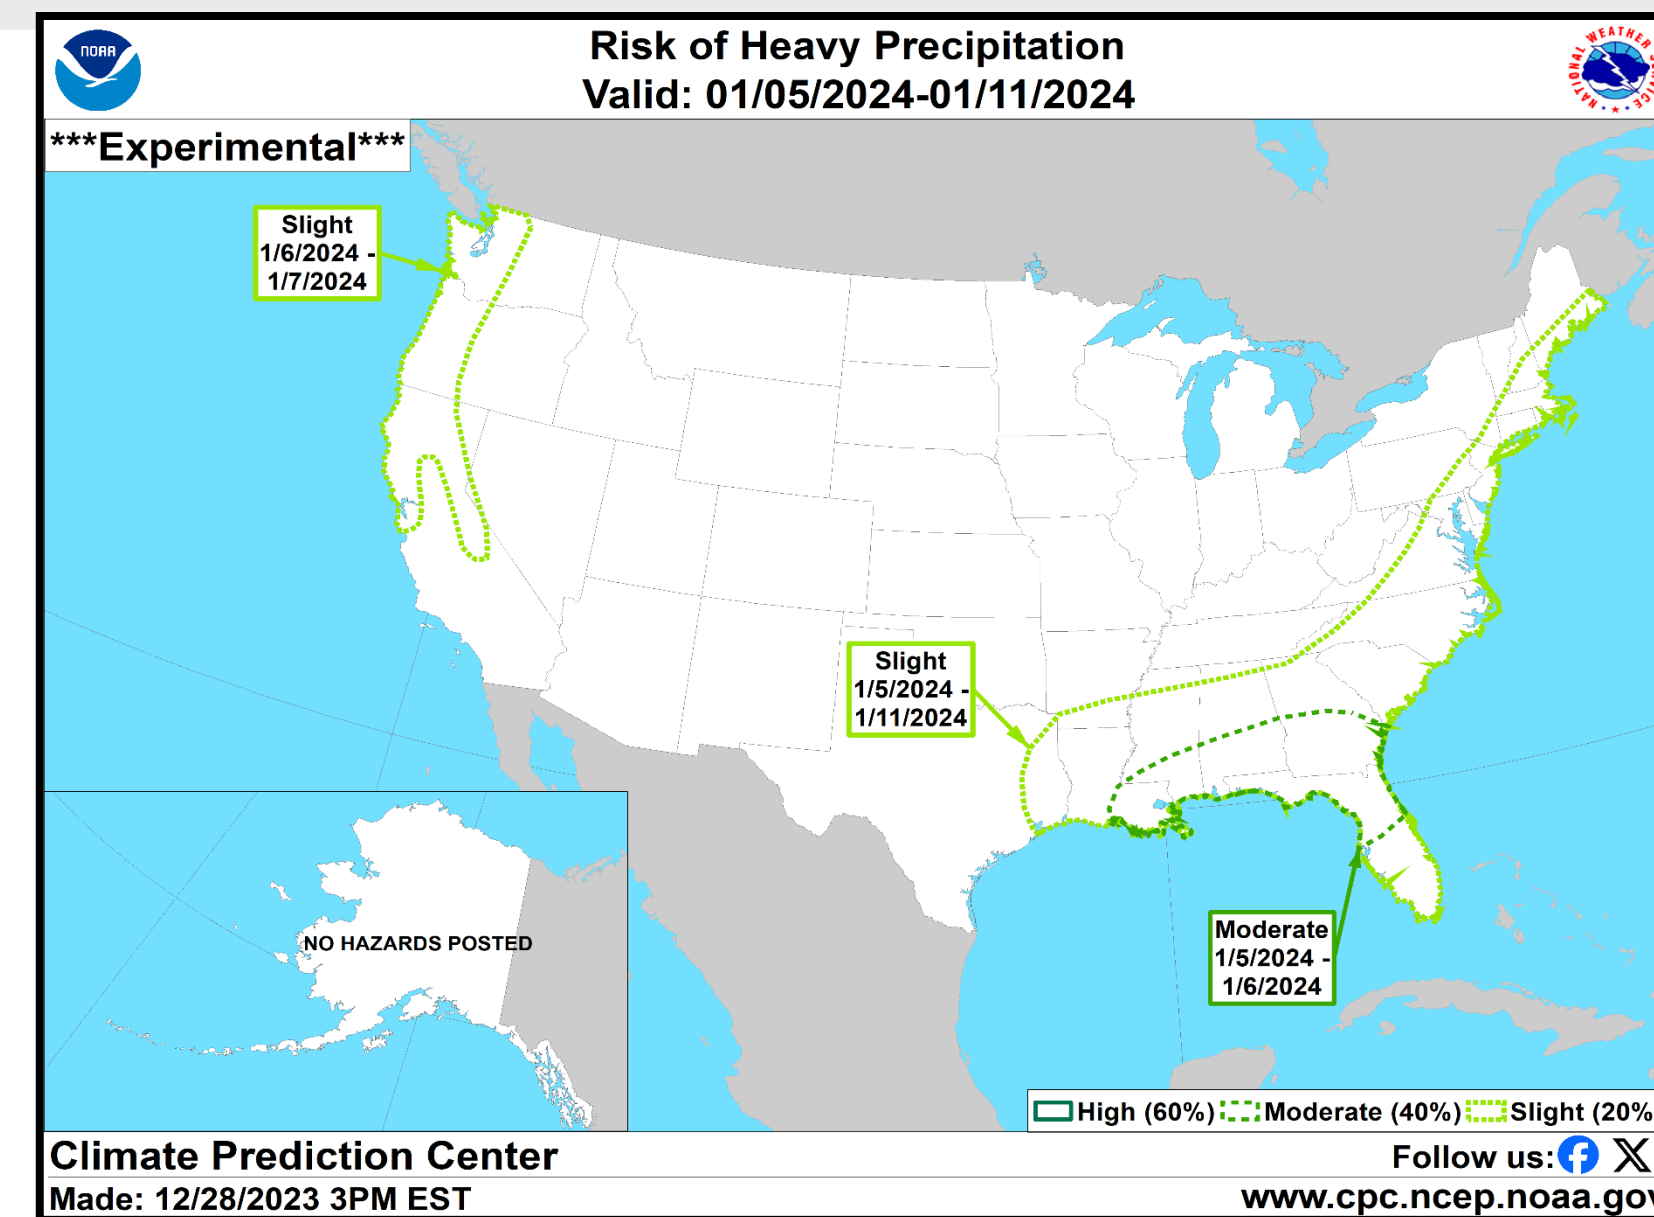 NOAA
Risk of Heavy Precipitation
Valid: 01/05/2024-01/11/2024
NATIONAL WEATHER SERVICE
***Experimental***
Slight
1/6/2024 -
1/7/2024
Slight
1/5/2024 -
1/11/2024
Moderate
1/5/2024 -
1/6/2024
NO HAZARDS POSTED
High (60%) Moderate (40%) Slight (20%
Climate Prediction Center
Follow us:
Made: 12/28/2023 3PM EST
www.cpc.ncep.noaa.gov